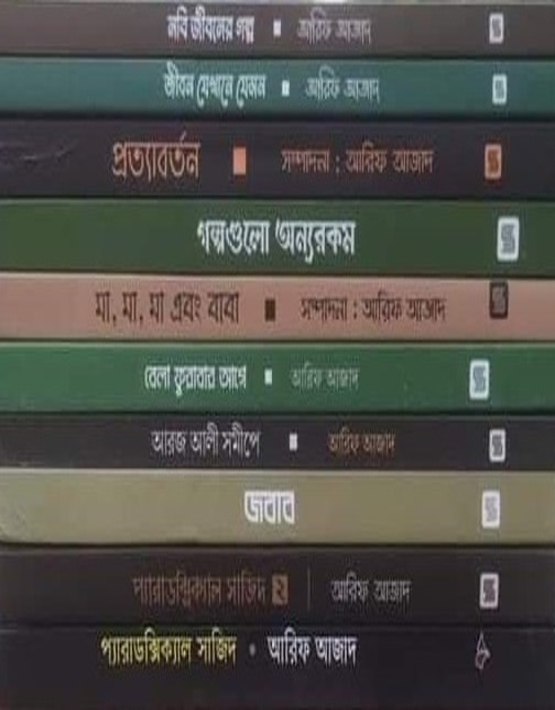 নবি জীবনের গল্প ▪ আরিফ আজাদ
জীবন যেখানে যেমন ▪ আরিফ আজাদ
প্রত্যাবর্তন ▪ সম্পাদনা : আরিফ আজাদ
গল্পগুলো অন্যরকম
মা, মা, মা এবং বাবা ▪ সম্পাদনা : আরিফ আজাদ
বেলা ফুরাবার আগে ▪ আরিফ আজাদ
আরজ আলী সমীপে ▪ আরিফ আজাদ
জবাব
প্যারাডক্সিক্যাল সাজিদ ২ | আরিফ আজাদ
প্যারাডক্সিক্যাল সাজিদ • আরিফ আজাদ